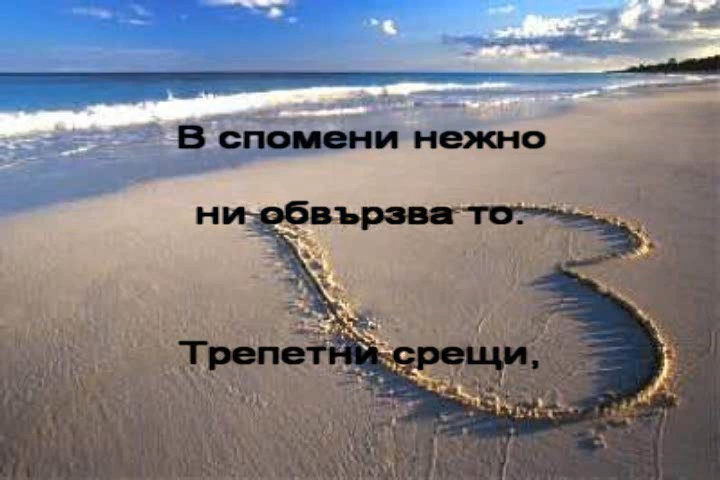 В спомени нежно
ни обвързва то.
Трепетни срещи,